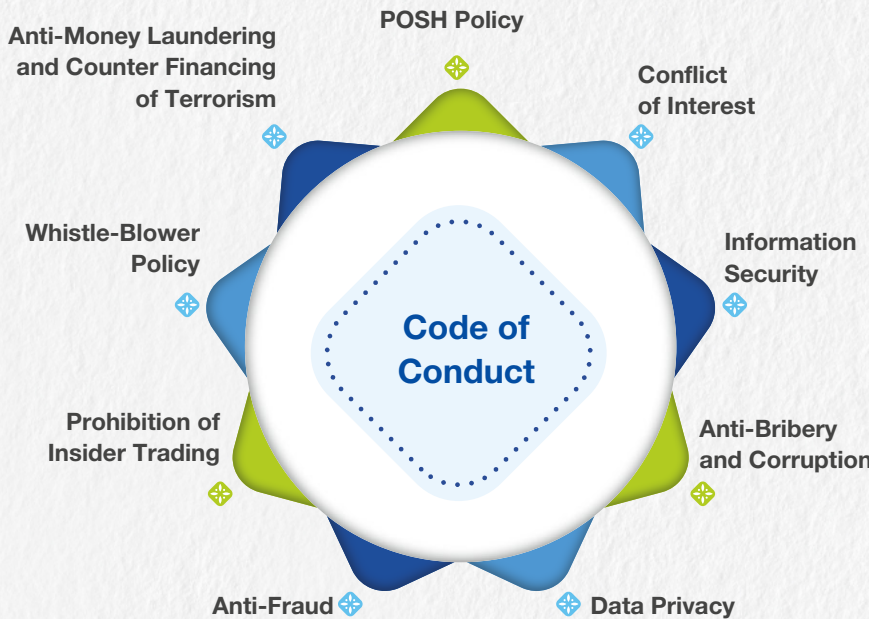 POSH Policy
Anti-Money Laundering
and Counter Financing
of Terrorism
Conflict
of Interest
Whistle-Blower
Policy
Information
Security
Code of
Conduct
Prohibition of
Insider Trading
Anti-Bribery
and Corruption
Anti-Fraud
Data Privacy